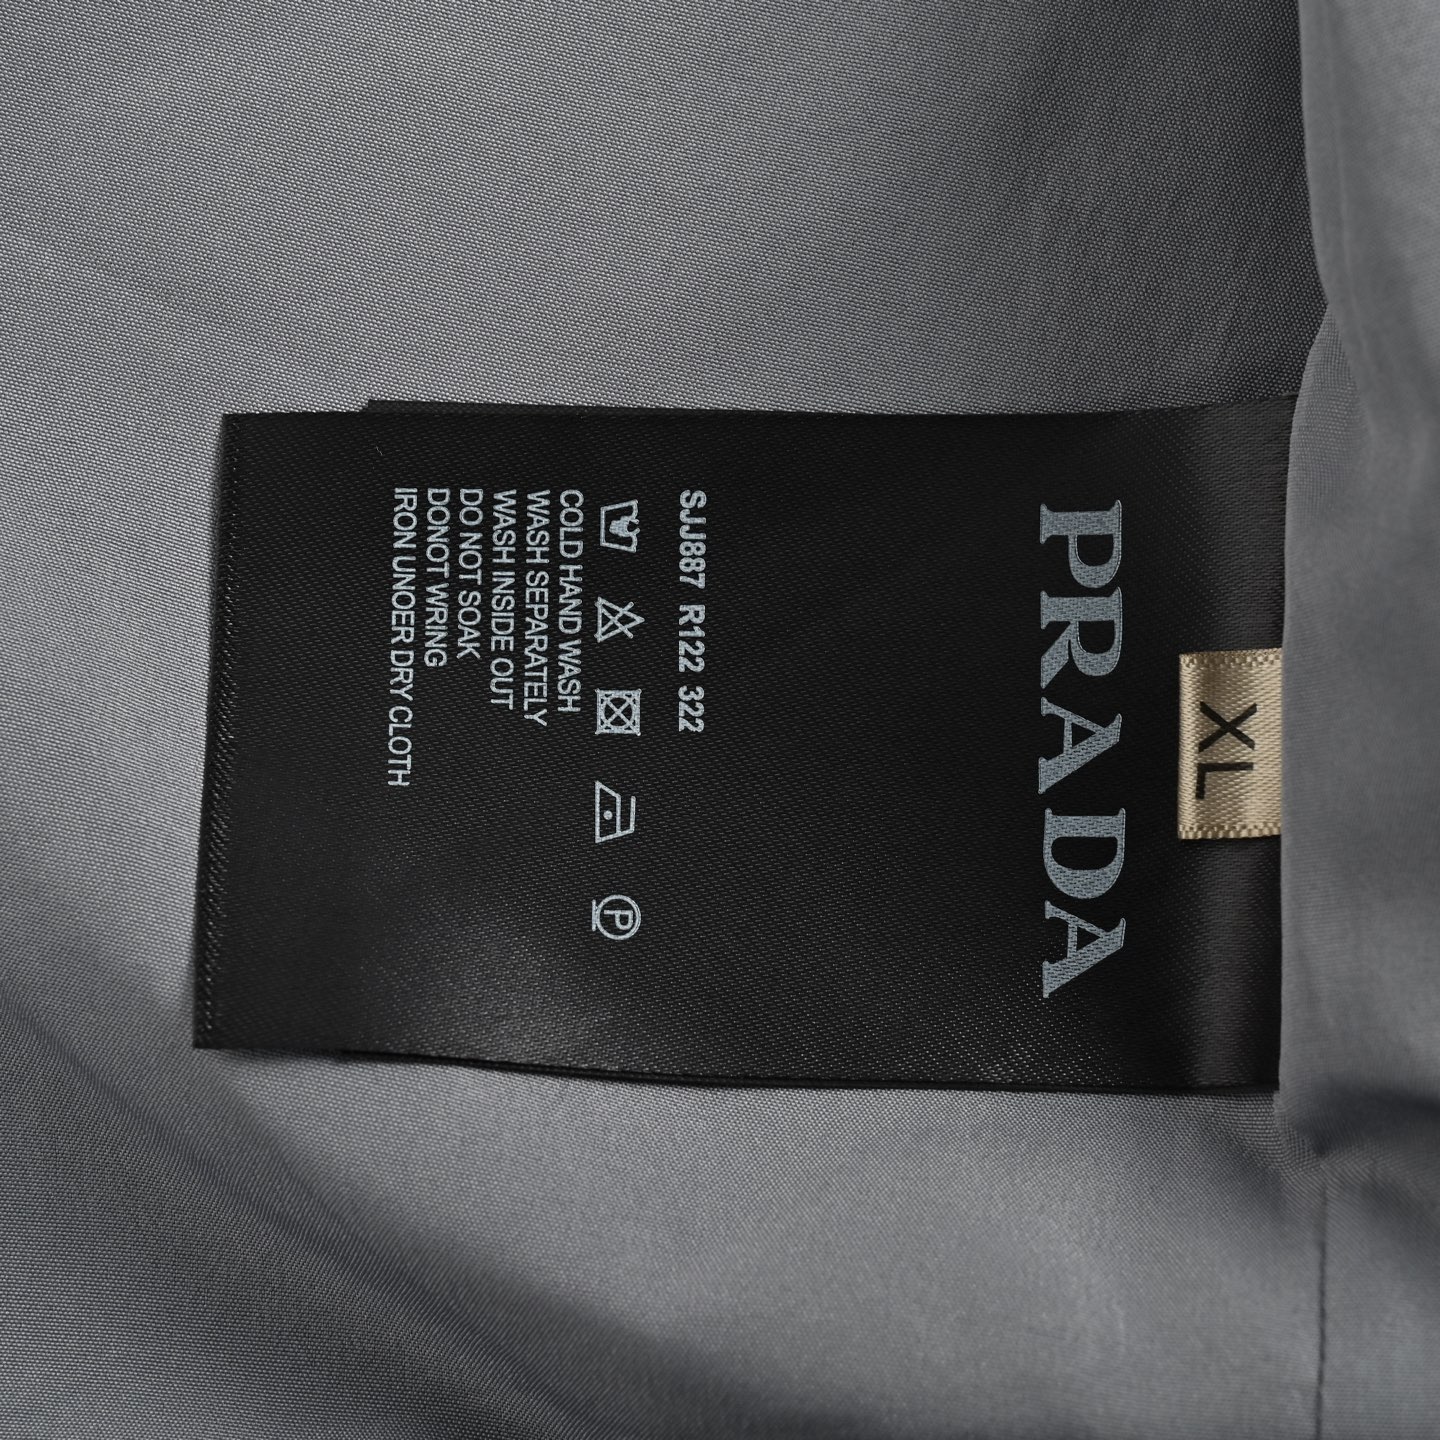 XL
PRADA
SJJ887 R122 322
P
COLD HAND WASH
WASH SEPARATELY
WASH INSIDE OUT
DO NOT SOAK
DONOT WRING
IRON UNOER DRY CLOTH